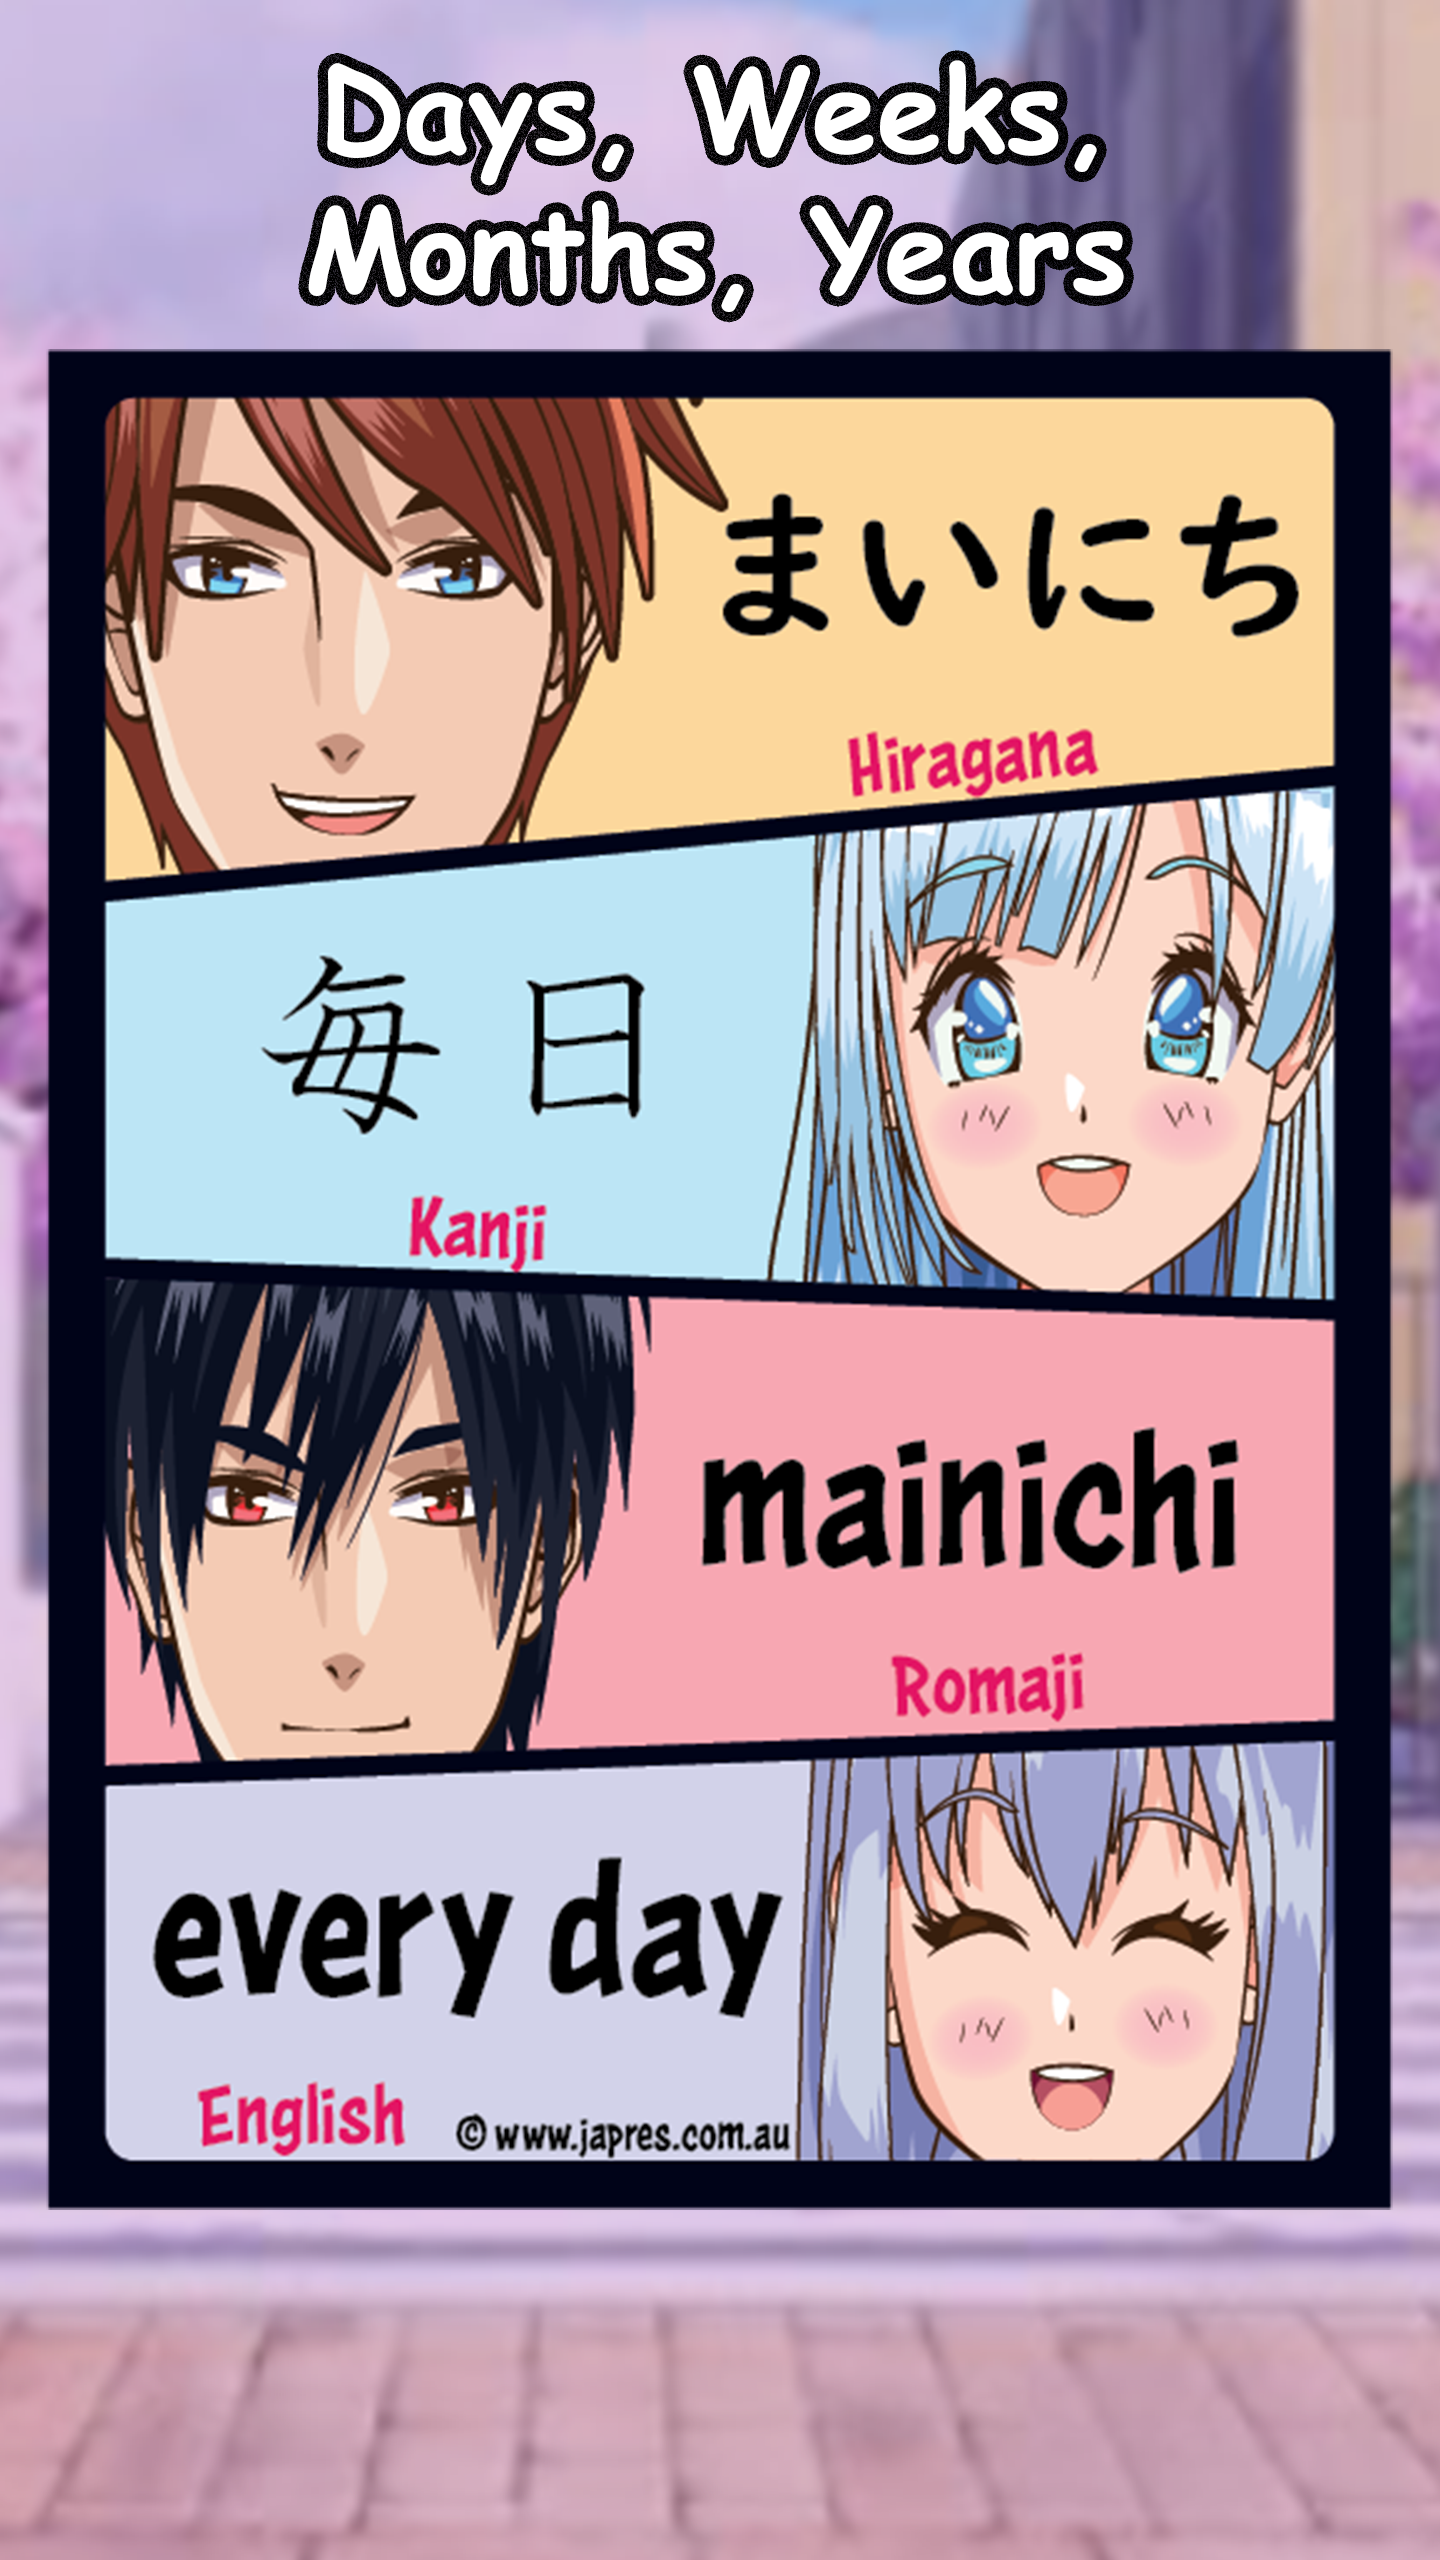 Days, Weeks,
Months, Years
まいにち
Hiragana
毎日
Kanji
mainichi
Romaji
every day
English
© www.japres.com.au